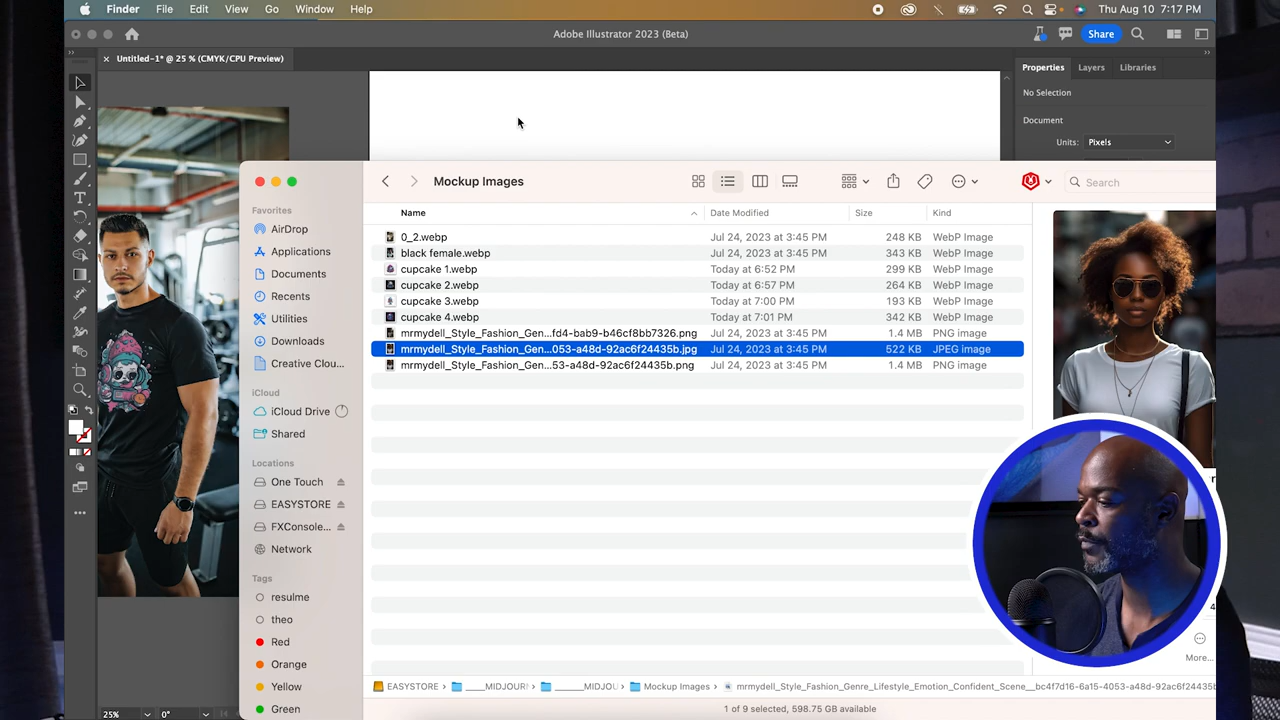 Finder File Edit View Go Window Help Thu Aug 10 7:17 PM
Adobe Illustrator 2023 (Beta) Share
Untitled-1* @ 25 % (CMYK/CPU Preview)
Properties Layers Libraries
No Selection
Document
Units: Pixels
Mockup Images Search
Favorites
AirDrop
Applications
Documents
Recents
Utilities
Downloads
Creative Clou...
iCloud
iCloud Drive
Shared
Locations
One Touch
EASYSTORE
FXConsole...
Network
Tags
resulme
theo
Red
Orange
Yellow
Green
Name Date Modified Size Kind
0_2.webp Jul 24, 2023 at 3:45 PM 248 KB WebP Image
black female.webp Jul 24, 2023 at 3:45 PM 343 KB WebP Image
cupcake 1.webp Today at 6:52 PM 299 KB WebP Image
cupcake 2.webp Today at 6:57 PM 264 KB WebP Image
cupcake 3.webp Today at 7:00 PM 193 KB WebP Image
cupcake 4.webp Today at 7:01 PM 342 KB WebP Image
mrmydell_Style_Fashion_Gen...fd4-bab9-b46cf8bb7326.png Jul 24, 2023 at 3:45 PM 1.4 MB PNG image
mrmydell_Style_Fashion_Gen...053-a48d-92ac6f24435b.jpg Jul 24, 2023 at 3:45 PM 522 KB JPEG image
mrmydell_Style_Fashion_Gen...53-a48d-92ac6f24435b.png Jul 24, 2023 at 3:45 PM 1.4 MB PNG image
More...
EASYSTORE Mockup Images mrmydell_Style_Fashion_Genre_Lifestyle_Emotion_Confident_Scene__bc4f7d16-6a15-4053-a48d-92ac6f24435b
1 of 9 selected, 598.75 GB available
25% 0°